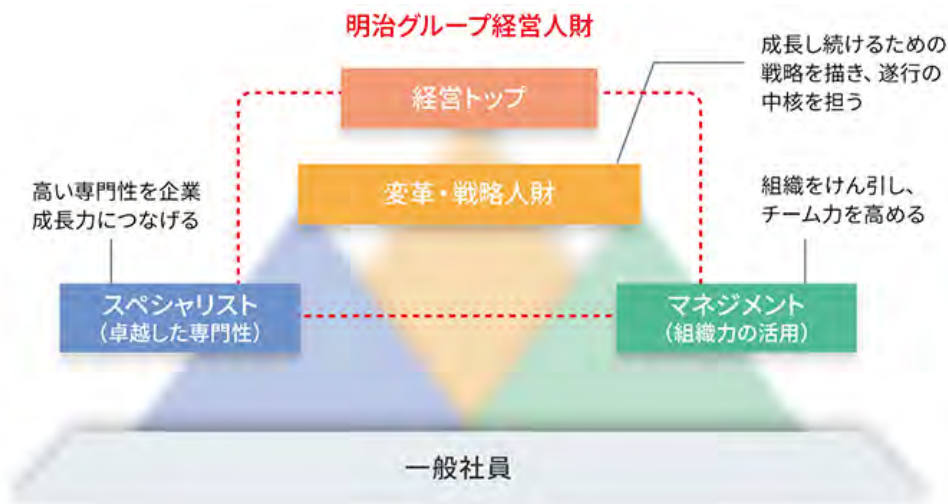 明治グループ経営人財
経営トップ
成長し続けるための
戦略を描き、遂行の
中核を担う
変革・戦略人財
高い専門性を企業
成長力につなげる
組織をけん引し、
チーム力を高める
スペシャリスト
（卓越した専門性）
マネジメント
（組織力の活用）
一般社員